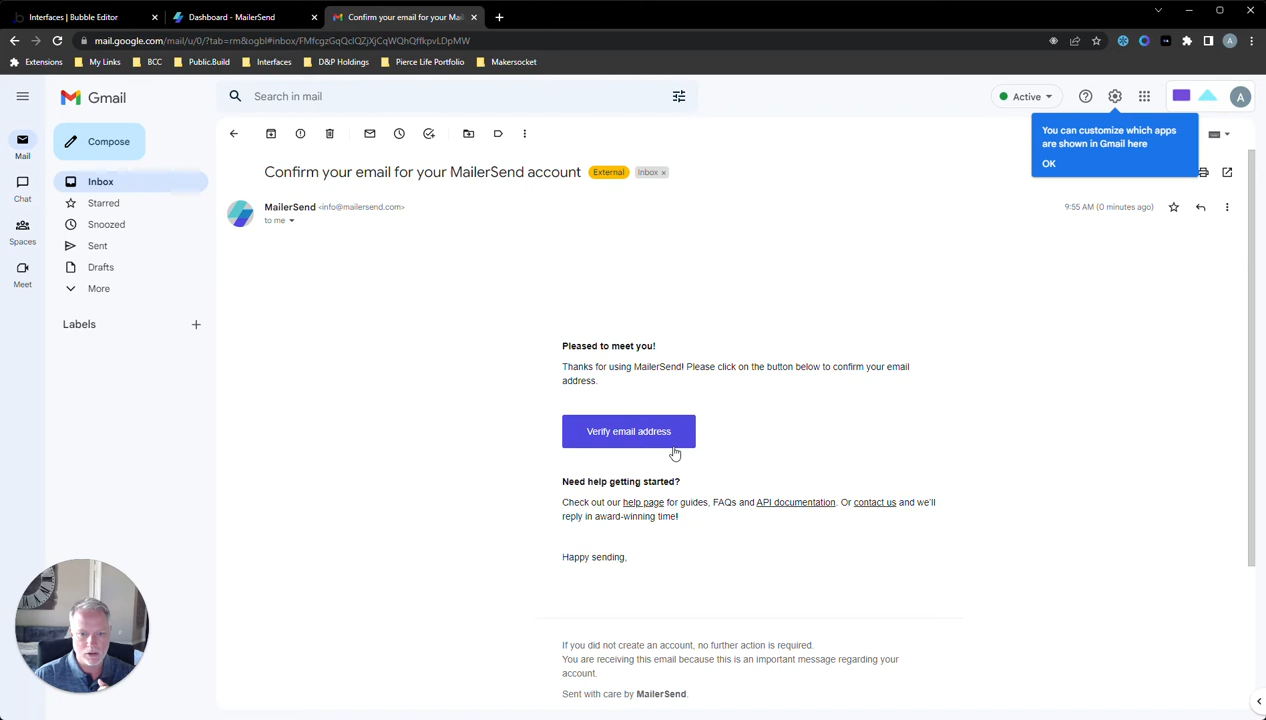 Interfaces | Bubble Editor
Dashboard - MailerSend
Confirm your email for your Mai
mail.google.com/mail/u/0/?tab=rm&ogbl#inbox/FMfcgzGqQclQZjXjCqWQhQffkpvLDpMW
Extensions
My Links
BCC
Public.Build
Interfaces
D&P Holdings
Pierce Life Portfolio
Makersocket
Gmail
Search in mail
Active
A
Compose
You can customize which apps
are shown in Gmail here
OK
Mail
Chat
Spaces
Meet
Inbox
Starred
Snoozed
Sent
Drafts
More
Labels
Confirm your email for your MailerSend account External Inbox x
MailerSend <info@mailersend.com>
9:55 AM (0 minutes ago)
to me
Pleased to meet you!
Thanks for using MailerSend! Please click on the button below to confirm your email
address.
Verify email address
Need help getting started?
Check out our help page for guides, FAQs and API documentation. Or contact us and we'll
reply in award-winning time!
Happy sending,
If you did not create an account, no further action is required.
You are receiving this email because this is an important message regarding your
account.
Sent with care by MailerSend.